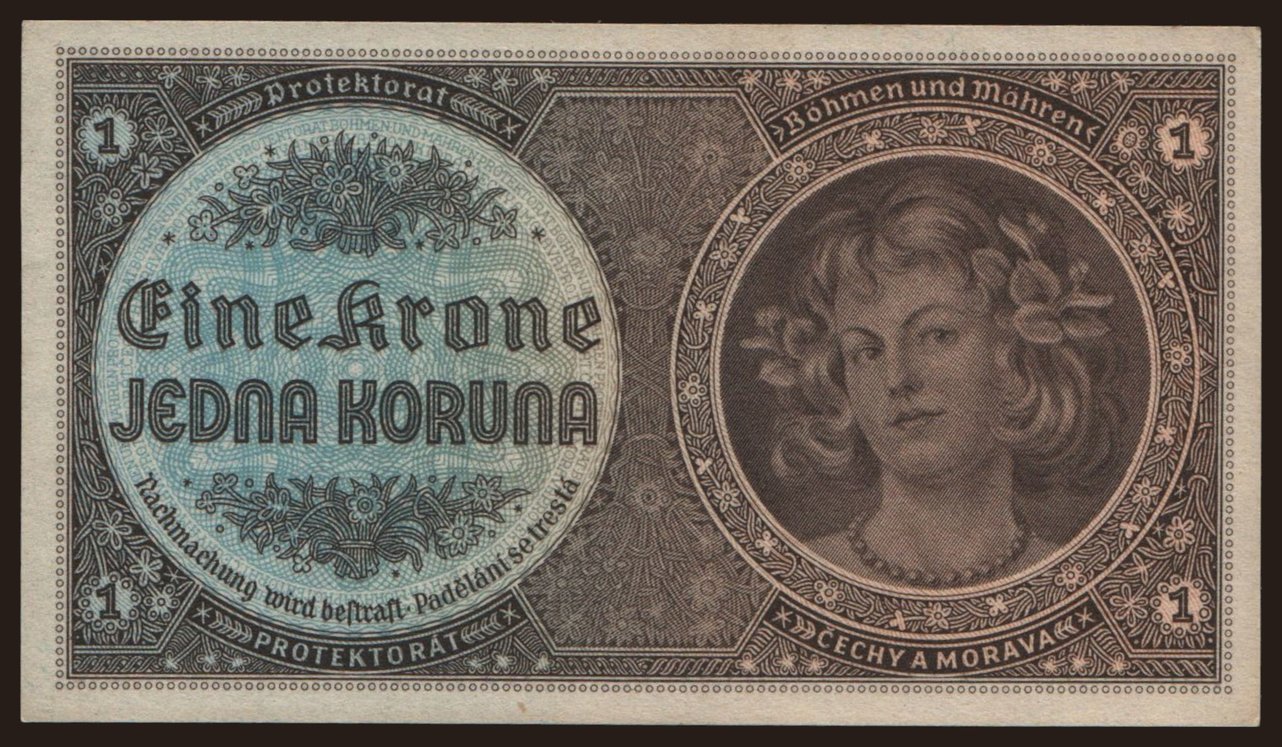 Protektorat
Böhmen und Mähren
1
1
Eine Krone
JEDNA KORUNA
Nachmachung wird bestraft · Padělání se trestá
1
1
PROTEKTORÁT
ČECHY A MORAVA